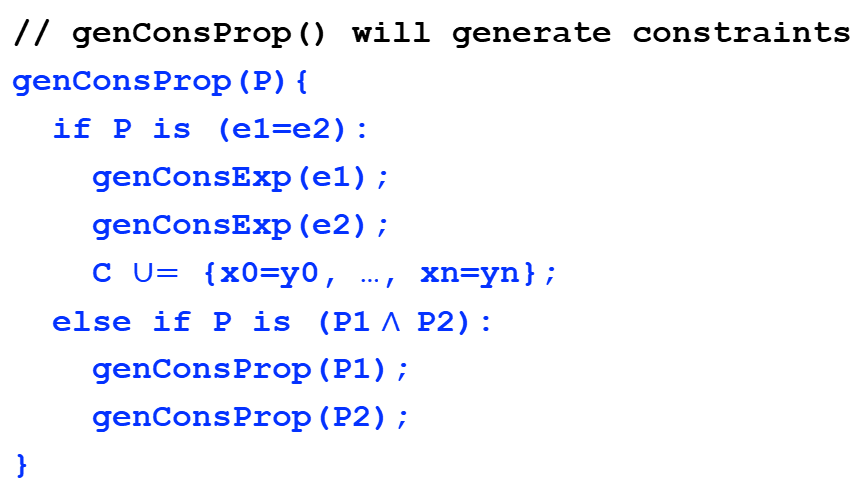 // genConsProp() will generate constraints
genConsProp(P){
  if P is (e1=e2):
    genConsExp(e1);
    genConsExp(e2);
    C ∪= {x0=y0, …, xn=yn};
  else if P is (P1 ∧ P2):
    genConsProp(P1);
    genConsProp(P2);
}